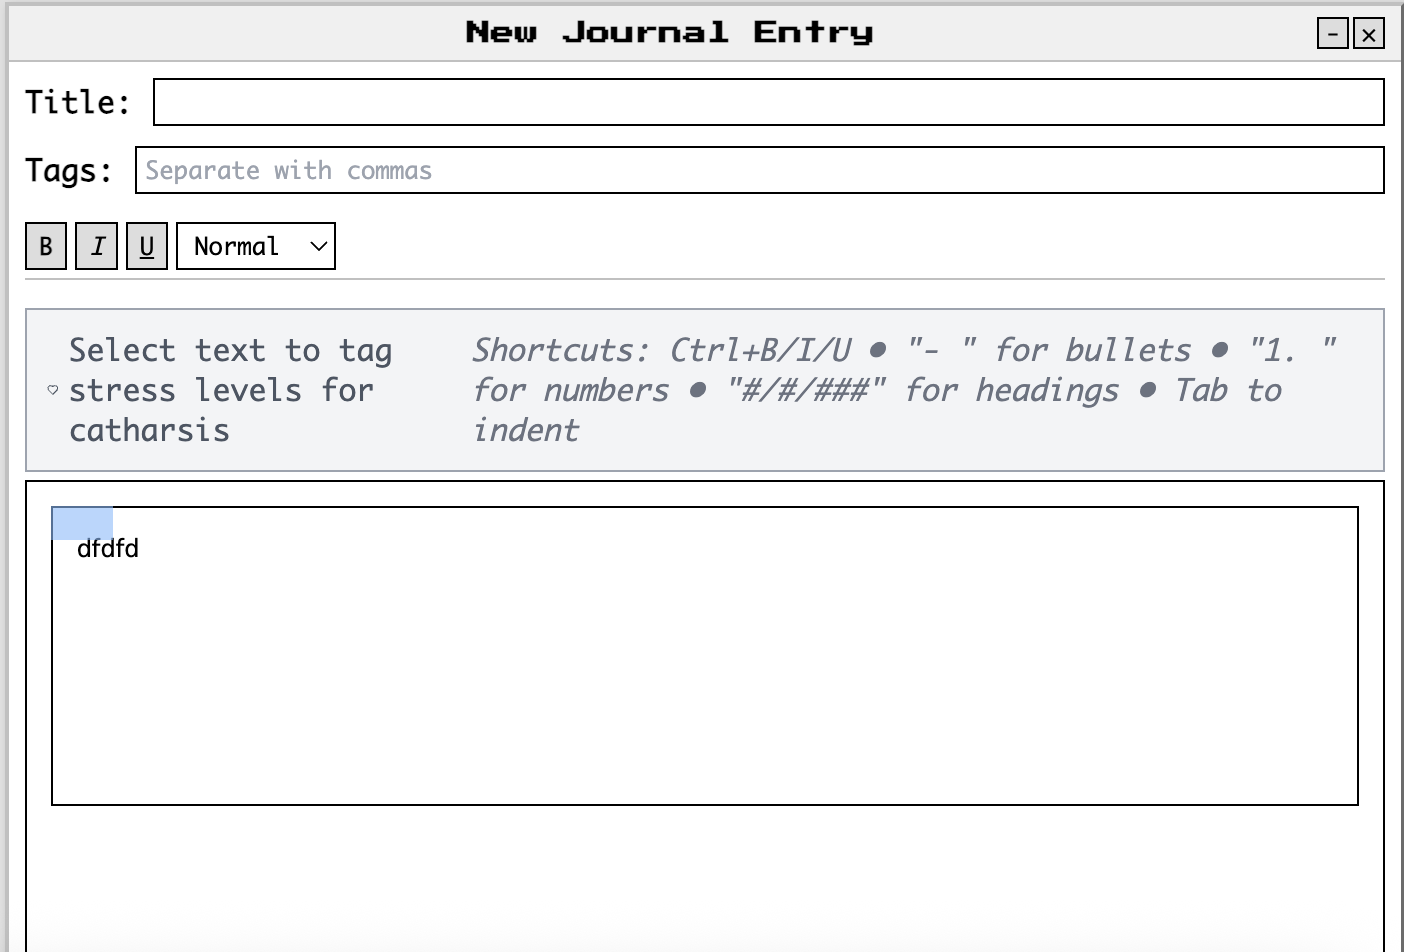 New Journal Entry
Title:
Tags: Separate with commas
B I U Normal
Select text to tag
stress levels for
catharsis
Shortcuts: Ctrl+B/I/U • "- " for bullets • "1. "
for numbers • "#/#/###" for headings • Tab to
indent
dfdfd